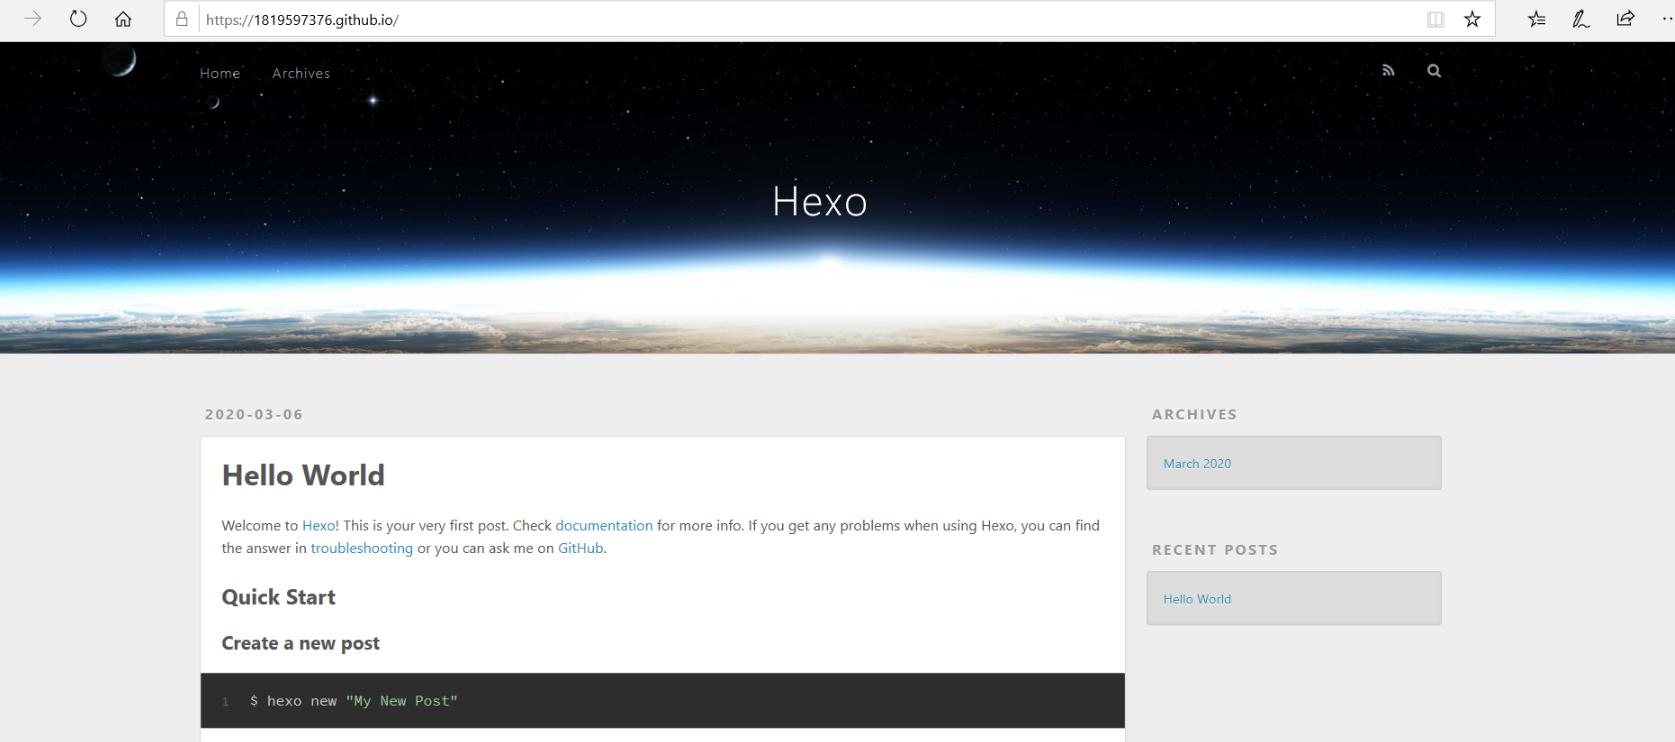 https://1819597376.github.io/
Home Archives
Hexo
2020-03-06
Hello World
Welcome to Hexo! This is your very first post. Check documentation for more info. If you get any problems when using Hexo, you can find
the answer in troubleshooting or you can ask me on GitHub.
Quick Start
Create a new post
1 $ hexo new "My New Post"
ARCHIVES
March 2020
RECENT POSTS
Hello World